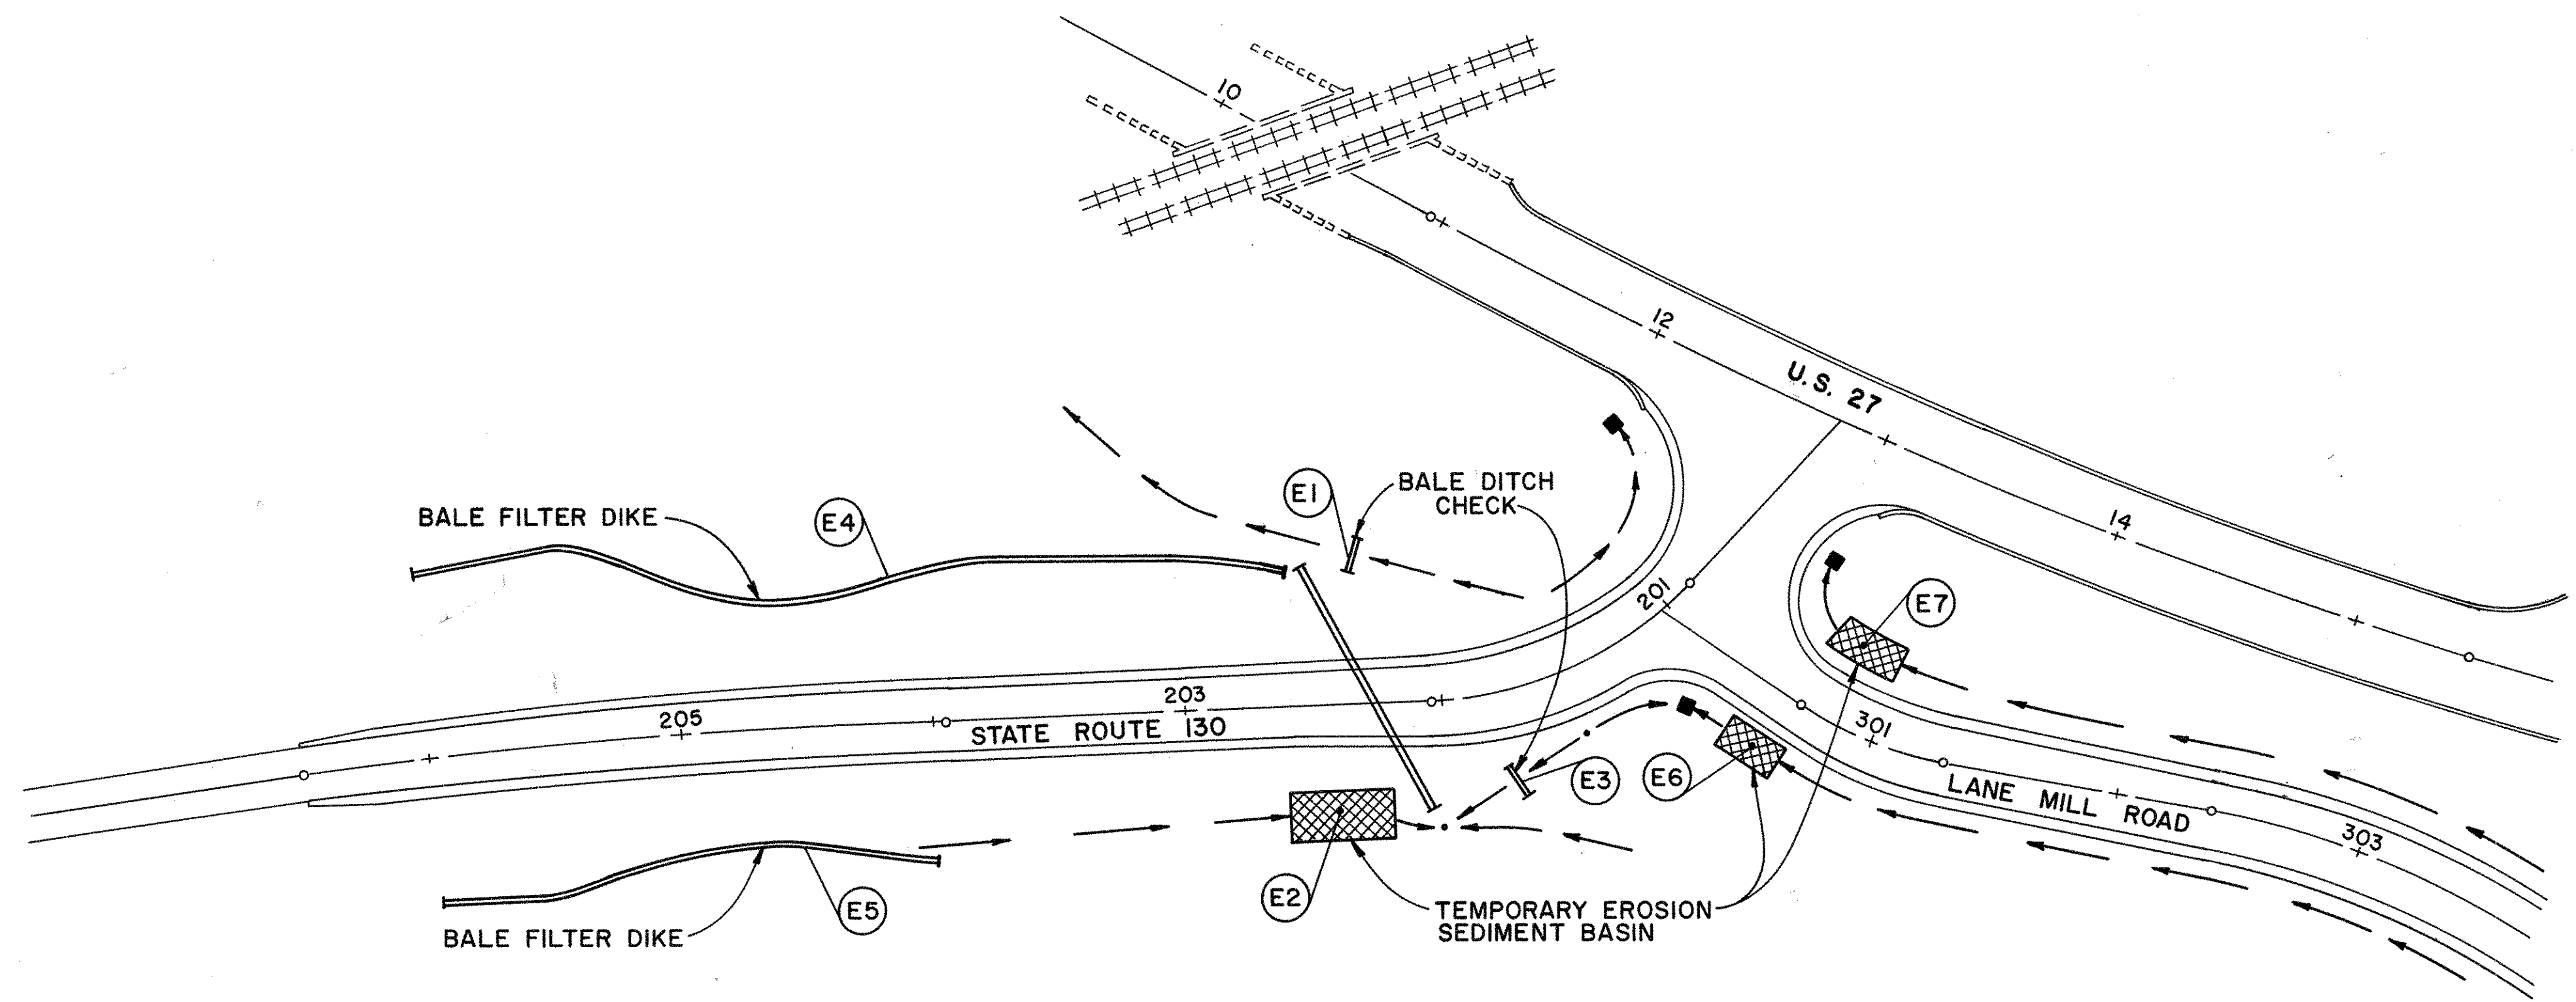 10
12
U.S. 27
14
E1
BALE DITCH
CHECK
BALE FILTER DIKE
E4
201
E7
203
205
STATE ROUTE 130
301
E3
E6
LANE MILL ROAD
303
E2
E5
TEMPORARY EROSION
SEDIMENT BASIN
BALE FILTER DIKE